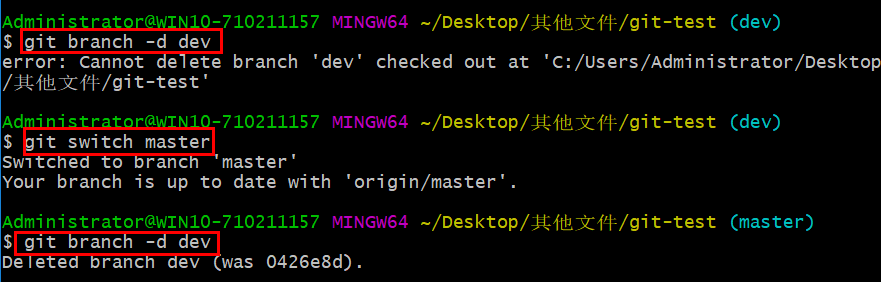 Administrator@WIN10-710211157 MINGW64 ~/Desktop/其他文件/git-test (dev)
$ git branch -d dev
error: Cannot delete branch 'dev' checked out at 'C:/Users/Administrator/Desktop
/其他文件/git-test'
Administrator@WIN10-710211157 MINGW64 ~/Desktop/其他文件/git-test (dev)
$ git switch master
Switched to branch 'master'
Your branch is up to date with 'origin/master'.
Administrator@WIN10-710211157 MINGW64 ~/Desktop/其他文件/git-test (master)
$ git branch -d dev
Deleted branch dev (was 0426e8d).